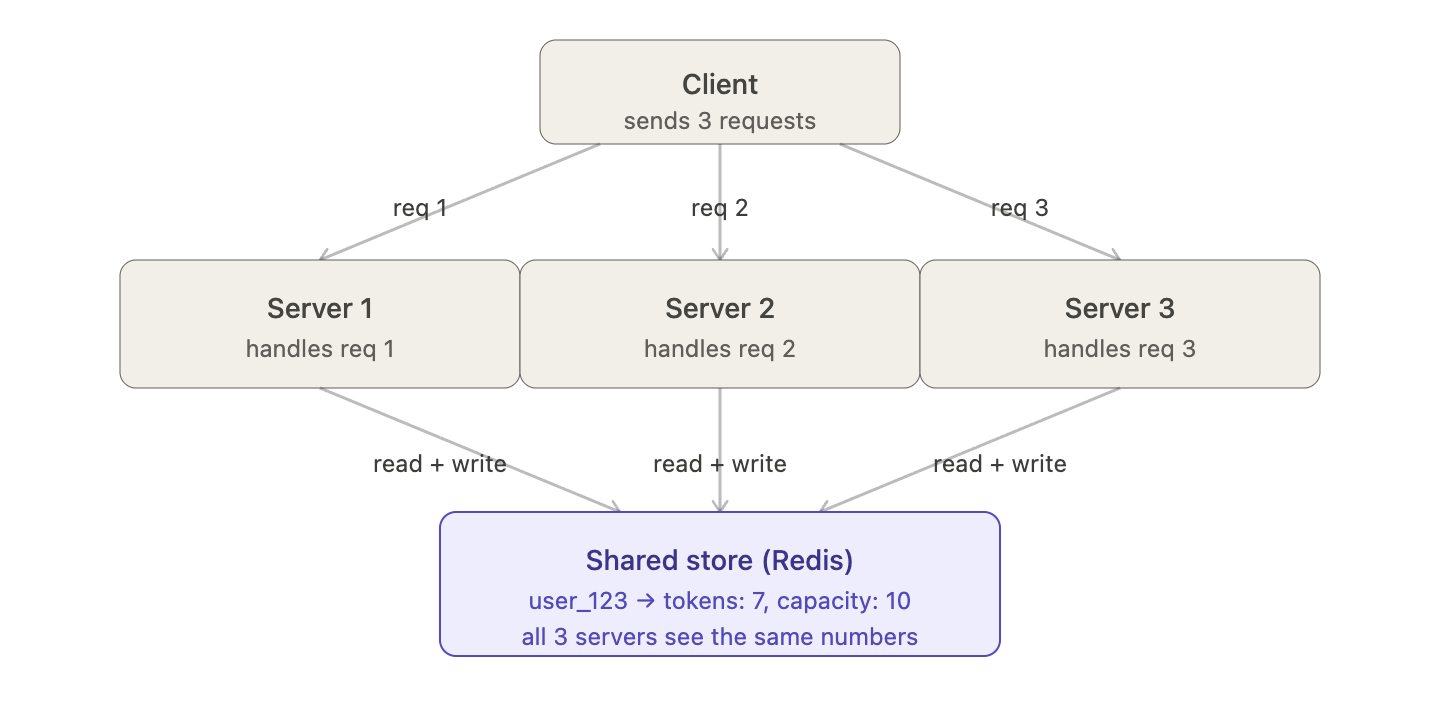 Client
sends 3 requests
req 1
req 2
req 3
Server 1
handles req 1
Server 2
handles req 2
Server 3
handles req 3
read + write
read + write
read + write
Shared store (Redis)
user_123 → tokens: 7, capacity: 10
all 3 servers see the same numbers